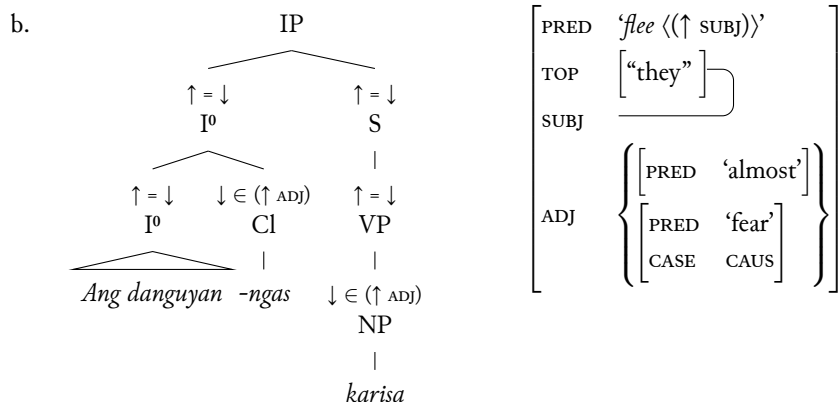 b.
IP
↑ = ↓ ↑ = ↓
I⁰ S
↑ = ↓ ↓ ∈ (↑ ADJ) ↑ = ↓
I⁰ Cl VP
Ang danguyan -ngas ↓ ∈ (↑ ADJ)
NP
karisa
PRED ‘flee ⟨(↑ SUBJ)⟩’
TOP [“they”]
SUBJ
ADJ
PRED ‘almost’
PRED ‘fear’
CASE CAUS